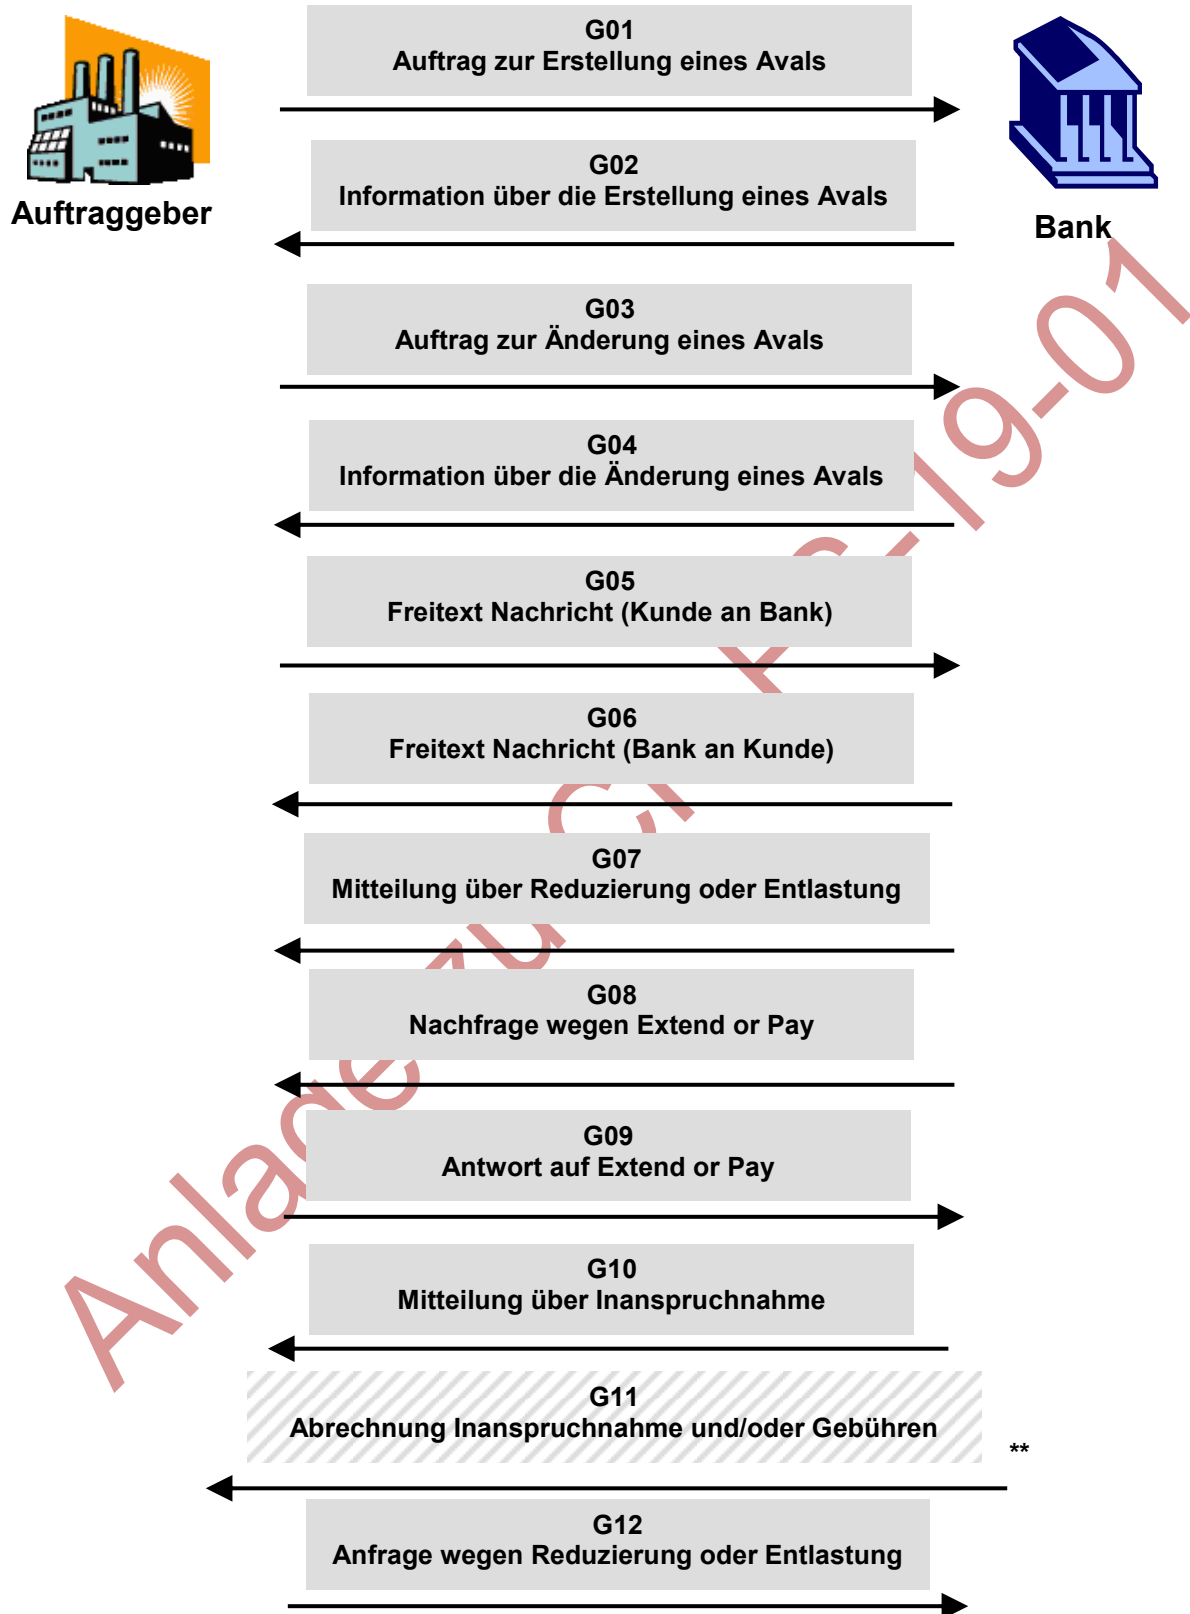 G01
Auftrag zur Erstellung eines Avals
G02
Information über die Erstellung eines Avals
Auftraggeber
Bank
G03
Auftrag zur Änderung eines Avals
G04
Information über die Änderung eines Avals
G05
Freitext Nachricht (Kunde an Bank)
G06
Freitext Nachricht (Bank an Kunde)
G07
Mitteilung über Reduzierung oder Entlastung
G08
Nachfrage wegen Extend or Pay
G09
Antwort auf Extend or Pay
G10
Mitteilung über Inanspruchnahme
G11
Abrechnung Inanspruchnahme und/oder Gebühren
**
G12
Anfrage wegen Reduzierung oder Entlastung
Anlage zu